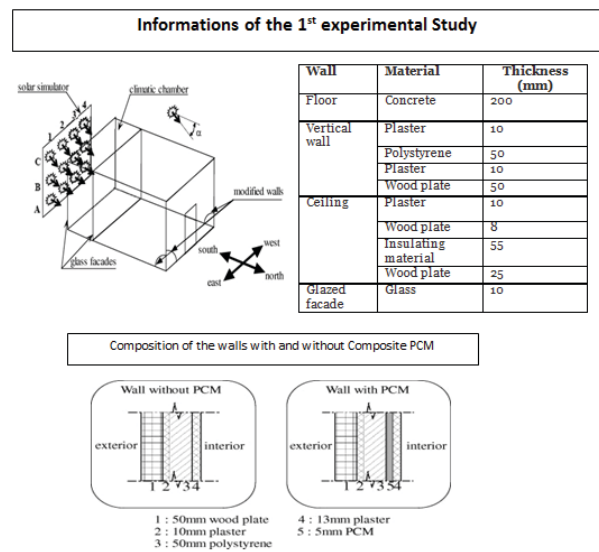 Informations of the 1st experimental Study
solar simulator
climatic chamber
1 2 3 4
C
B
A
α
modified walls
glass facades
south
west
east
north
Wall Material Thickness (mm)
Floor Concrete 200
Vertical wall Plaster 10
Polystyrene 50
Plaster 10
Wood plate 50
Ceiling Plaster 10
Wood plate 8
Insulating material 55
Wood plate 25
Glazed facade Glass 10
Composition of the walls with and without Composite PCM
Wall without PCM
exterior interior
1 2 3 4
Wall with PCM
exterior interior
1 2 3 5 4
1 : 50mm wood plate
2 : 10mm plaster
3 : 50mm polystyrene
4 : 13mm plaster
5 : 5mm PCM